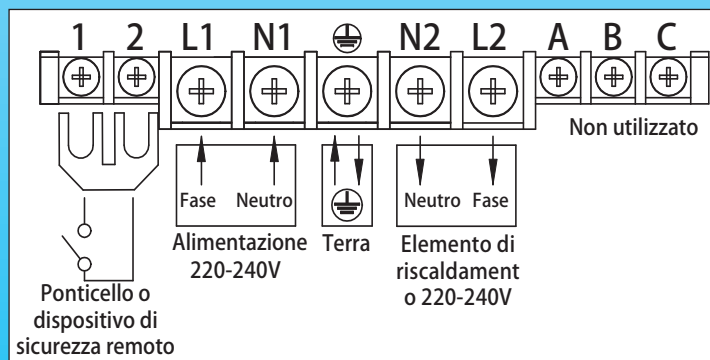 1 2 L1 N1 N2 L2 A B C
Non utilizzato
Fase Neutro
Neutro Fase
Alimentazione
220-240V
Terra
Elemento di
riscaldament
o 220-240V
Ponticello o
dispositivo di
sicurezza remoto